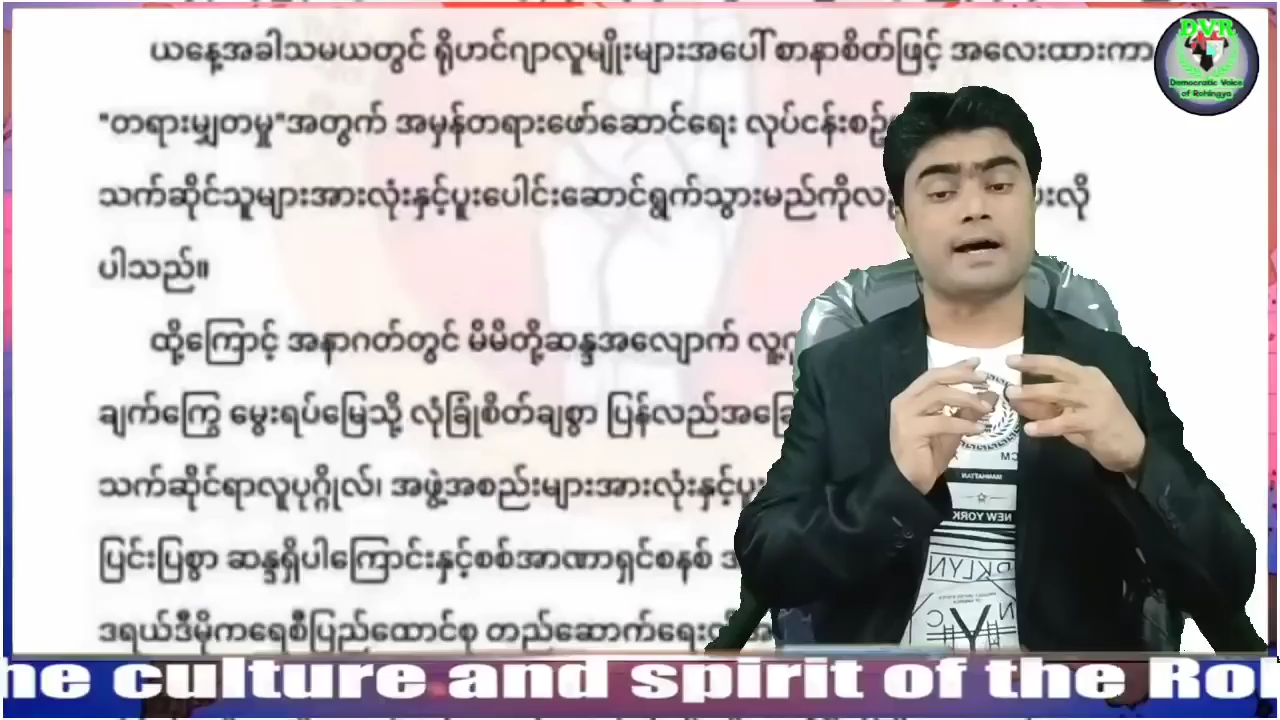 ယနေ့အခါသမယတွင် ရိုဟင်ဂျာလူမျိုးများအပေါ် စာနာစိတ်ဖြင့် အလေးထားကာ
"တရားမျှတမှု"အတွက် အမှန်တရားဖော်ဆောင်ရေး လုပ်ငန်းစဥ်
သက်ဆိုင်သူများအားလုံးနှင့်ပူးပေါင်းဆောင်ရွက်သွားမည်ကို
ပါသည်။
ထို့ကြောင့် အနာဂတ်တွင် မိမိတို့ဆန္ဒအလျောက်
ချက်ကြွေ မွေးရပ်မြေသို့ လုံခြုံစိတ်ချစွာ ပြန်လည်
သက်ဆိုင်ရာလူပုဂ္ဂိုလ်၊ အဖွဲ့အစည်းများအားလုံးနှင့်
ပြင်းပြစွာ ဆန္ဒရှိပါကြောင်းနှင့်စစ်အာဏာရှင်စနစ်
ဒရယ်ဒီမိုကရေစီပြည်ထောင်စု တည်ဆောက်ရေး
DVR
Democratic Voice
of Rohingya
MANHATTAN
NEW YORK
he culture and spirit of the Ro